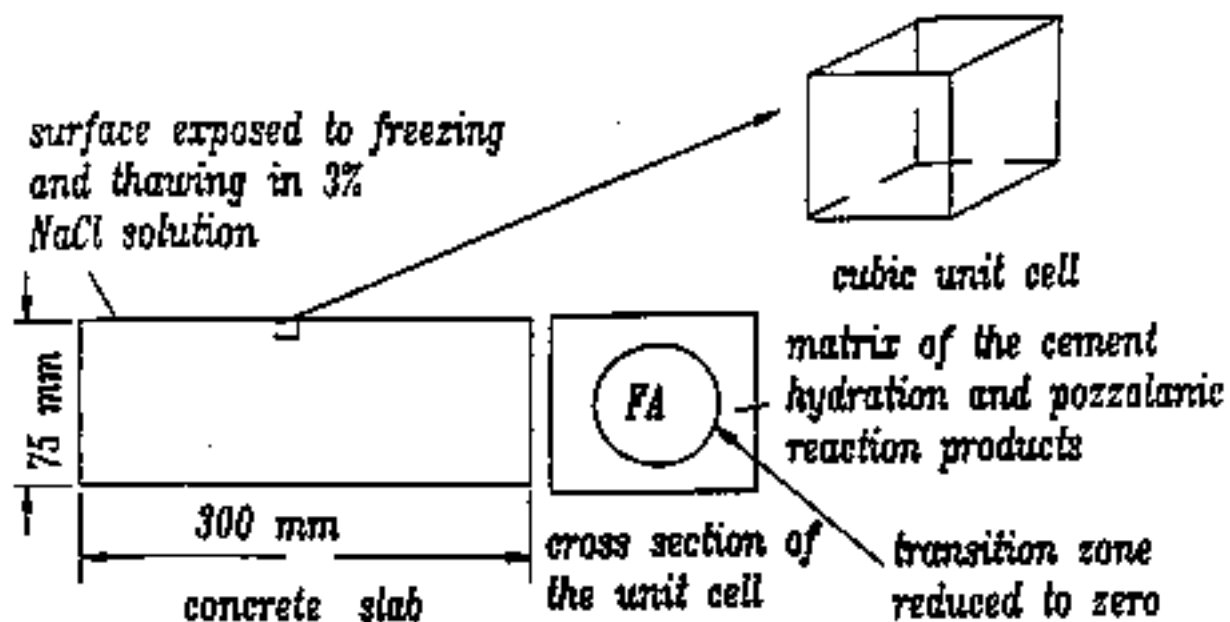 surface exposed to freezing
and thawing in 3%
NaCl solution
cubic unit cell
75 mm
300 mm
concrete slab
FA
cross section of
the unit cell
matrix of the cement
hydration and pozzalanic
reaction products
transition zone
reduced to zero